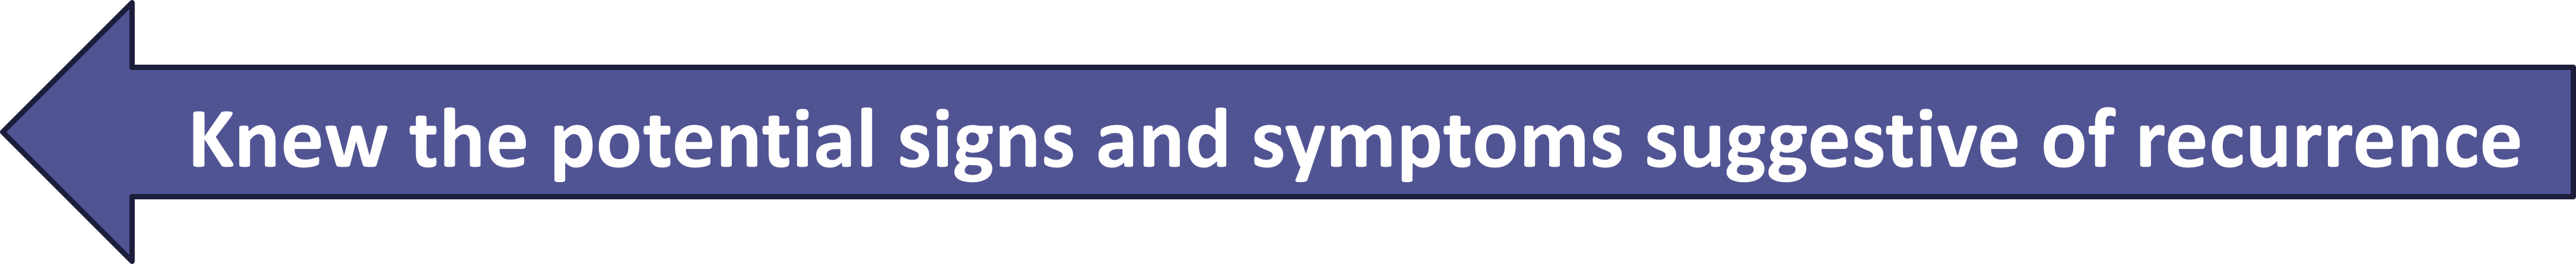 Knew the potential signs and symptoms suggestive of recurrence